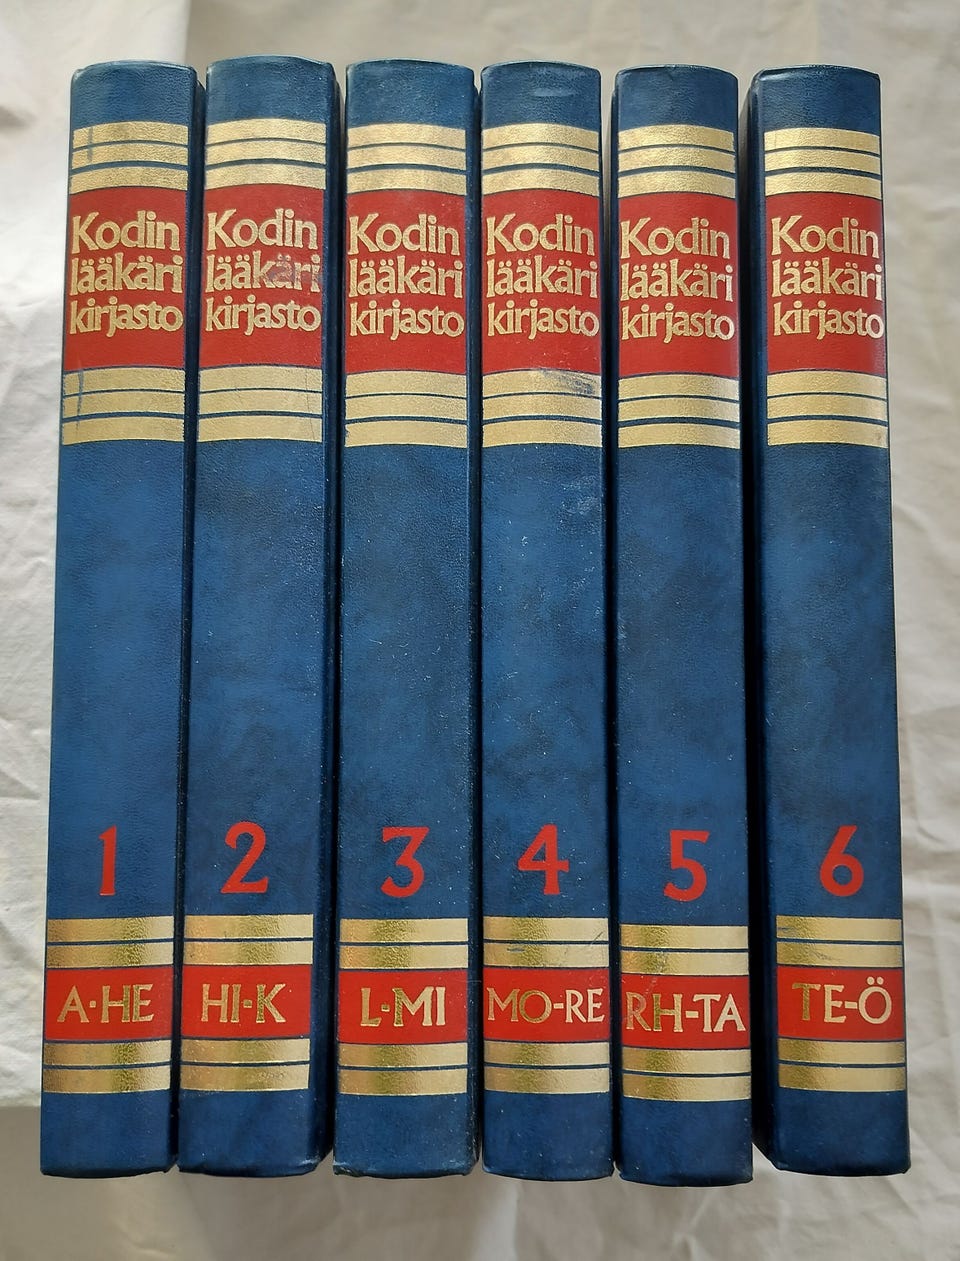 Kodin
lääkäri
kirjasto
1
A·HE
Kodin
lääkäri
kirjasto
2
HI-K
Kodin
lääkäri
kirjasto
3
L·MI
Kodin
lääkäri
kirjasto
4
MO-RE
Kodin
lääkäri
kirjasto
5
RH-TA
Kodin
lääkäri
kirjasto
6
TE-Ö